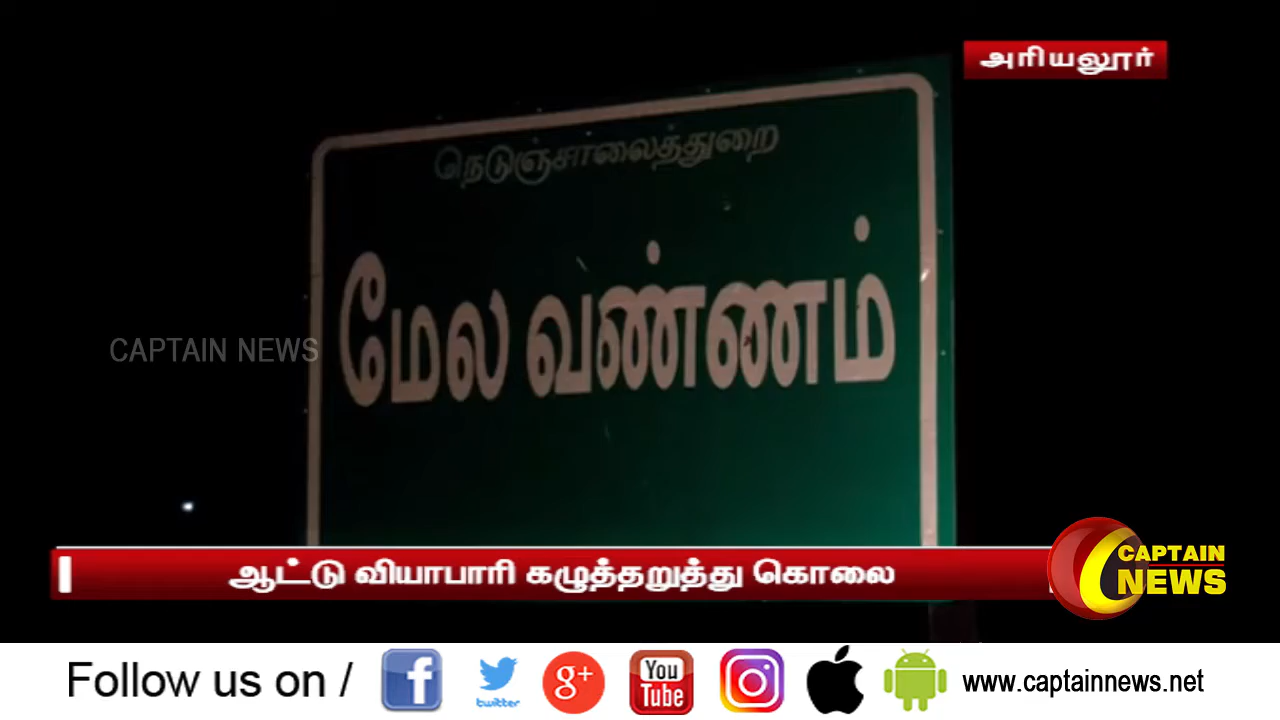 அரியலூர்
நெடுஞ்சாலைத்துறை
மேல வண்ணம்
CAPTAIN NEWS
ஆட்டு வியாபாரி கழுத்தறுத்து கொலை
CAPTAIN
NEWS
Follow us on / f twitter g+ You Tube www.captainnews.net